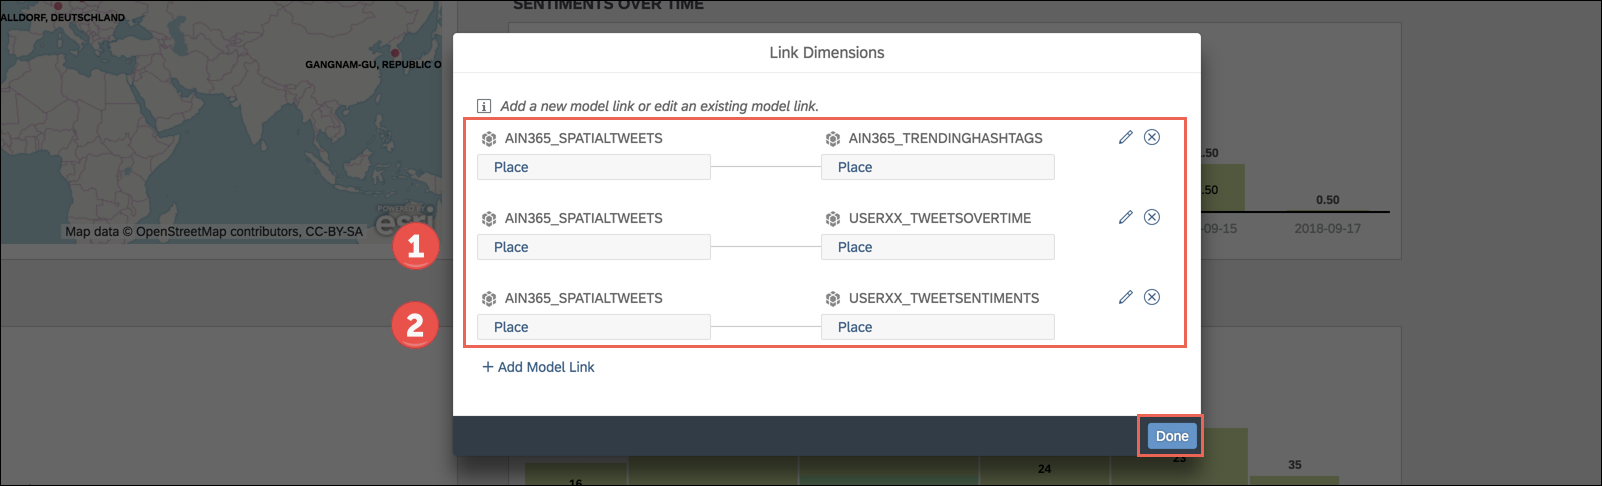 ALLDORF, DEUTSCHLAND
SENTIMENTS OVER TIME
GANGNAM-GU, REPUBLIC O
Link Dimensions
Add a new model link or edit an existing model link.
AIN365_SPATIALTWEETS AIN365_TRENDINGHASHTAGS
Place Place
AIN365_SPATIALTWEETS USERXX_TWEETSOVERTIME
Place Place
AIN365_SPATIALTWEETS USERXX_TWEETSENTIMENTS
Place Place
+ Add Model Link
Done
1
2
POWERED BY
esri
Map data © OpenStreetMap contributors, CC-BY-SA
.50
.50
0.50
-09-15 2018-09-17
16
24
23
35